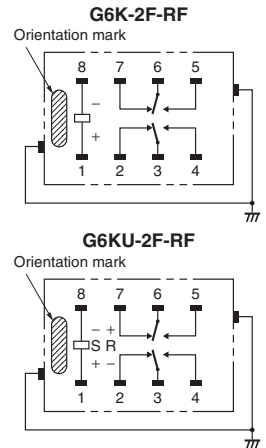 G6K-2F-RF
Orientation mark
8 7 6 5
−
+
1 2 3 4
G6KU-2F-RF
Orientation mark
8 7 6 5
− +
S R
+ −
1 2 3 4